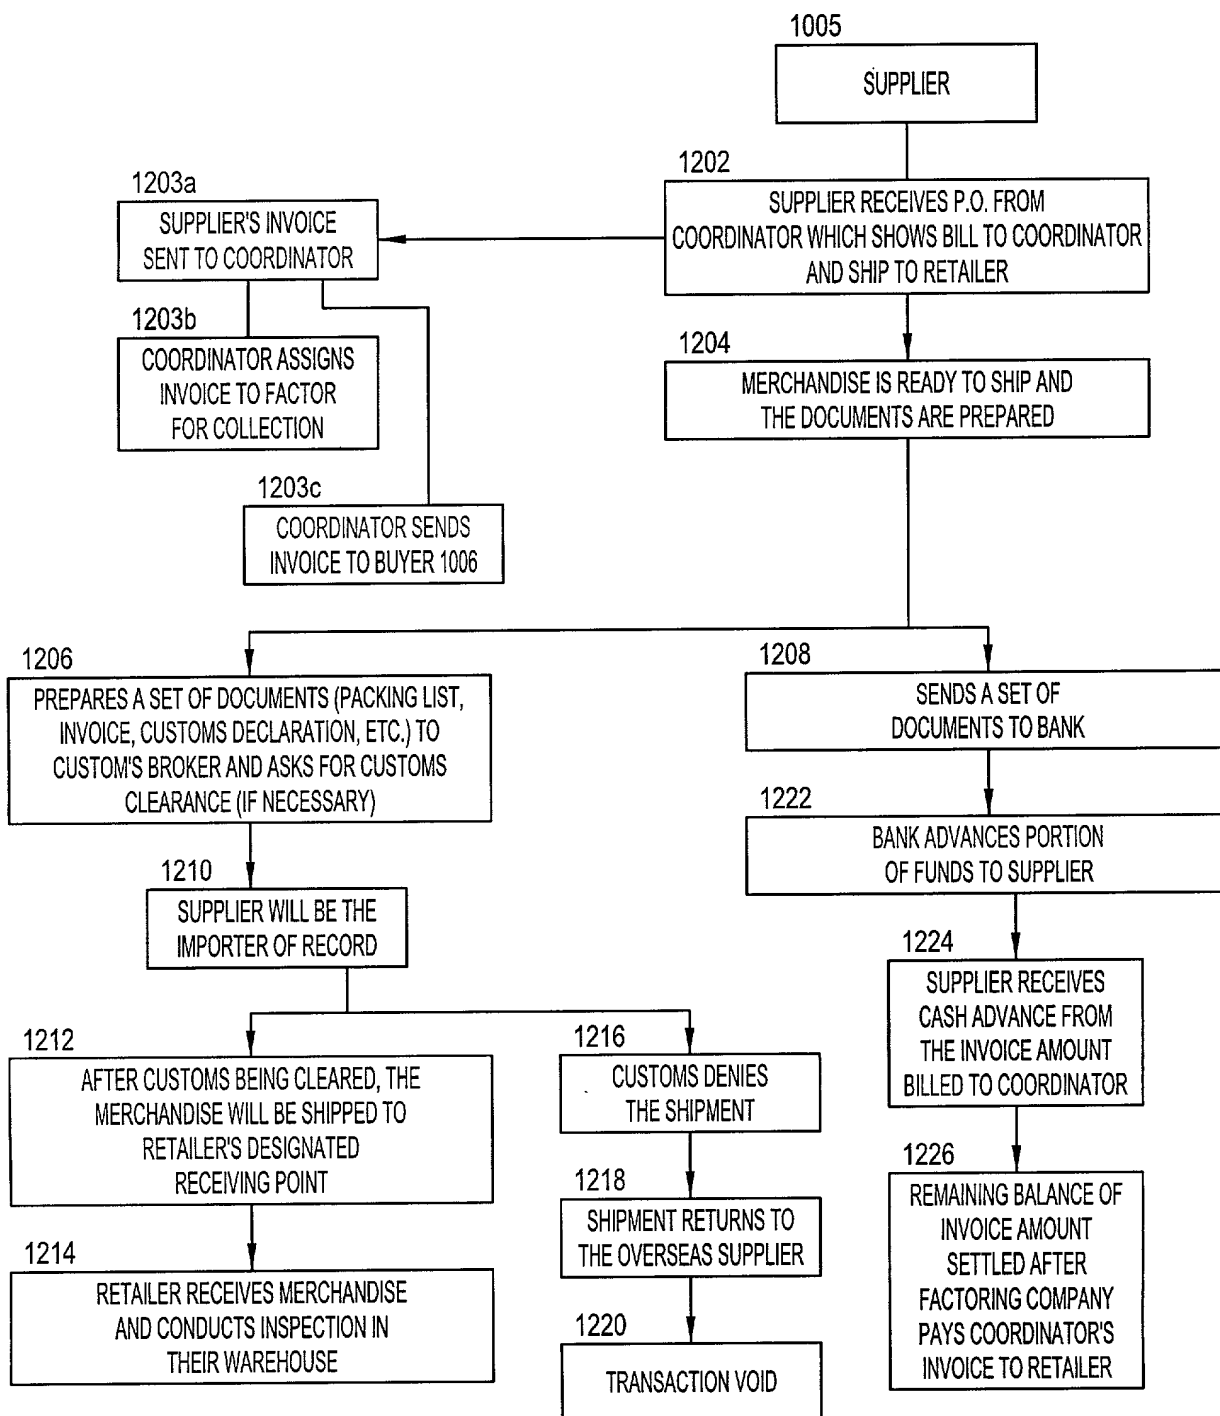 1005
SUPPLIER
1202
SUPPLIER RECEIVES P.O. FROM
COORDINATOR WHICH SHOWS BILL TO COORDINATOR
AND SHIP TO RETAILER
1203a
SUPPLIER'S INVOICE
SENT TO COORDINATOR
1203b
COORDINATOR ASSIGNS
INVOICE TO FACTOR
FOR COLLECTION
1203c
COORDINATOR SENDS
INVOICE TO BUYER 1006
1204
MERCHANDISE IS READY TO SHIP AND
THE DOCUMENTS ARE PREPARED
1206
PREPARES A SET OF DOCUMENTS (PACKING LIST,
INVOICE, CUSTOMS DECLARATION, ETC.) TO
CUSTOM'S BROKER AND ASKS FOR CUSTOMS
CLEARANCE (IF NECESSARY)
1210
SUPPLIER WILL BE THE
IMPORTER OF RECORD
1212
AFTER CUSTOMS BEING CLEARED, THE
MERCHANDISE WILL BE SHIPPED TO
RETAILER'S DESIGNATED
RECEIVING POINT
1214
RETAILER RECEIVES MERCHANDISE
AND CONDUCTS INSPECTION IN
THEIR WAREHOUSE
1216
CUSTOMS DENIES
THE SHIPMENT
1218
SHIPMENT RETURNS TO
THE OVERSEAS SUPPLIER
1220
TRANSACTION VOID
1208
SENDS A SET OF
DOCUMENTS TO BANK
1222
BANK ADVANCES PORTION
OF FUNDS TO SUPPLIER
1224
SUPPLIER RECEIVES
CASH ADVANCE FROM
THE INVOICE AMOUNT
BILLED TO COORDINATOR
1226
REMAINING BALANCE OF
INVOICE AMOUNT
SETTLED AFTER
FACTORING COMPANY
PAYS COORDINATOR'S
INVOICE TO RETAILER